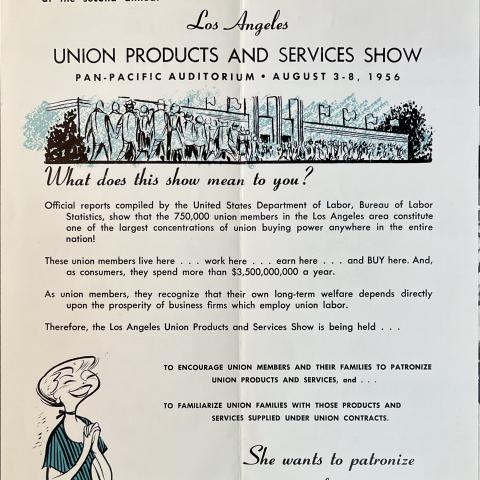 at the second annual
Los Angeles
UNION PRODUCTS AND SERVICES SHOW
PAN-PACIFIC AUDITORIUM • AUGUST 3-8, 1956
What does this show mean to you?
Official reports compiled by the United States Department of Labor, Bureau of Labor
Statistics, show that the 750,000 union members in the Los Angeles area constitute
one of the largest concentrations of union buying power anywhere in the entire
nation!
These union members live here . . . work here . . . earn here . . . and BUY here. And,
as consumers, they spend more than $3,500,000,000 a year.
As union members, they recognize that their own long-term welfare depends directly
upon the prosperity of business firms which employ union labor.
Therefore, the Los Angeles Union Products and Services Show is being held . . .
TO ENCOURAGE UNION MEMBERS AND THEIR FAMILIES TO PATRONIZE
UNION PRODUCTS AND SERVICES, and . . .
TO FAMILIARIZE UNION FAMILIES WITH THOSE PRODUCTS AND
SERVICES SUPPLIED UNDER UNION CONTRACTS.
She wants to patronize